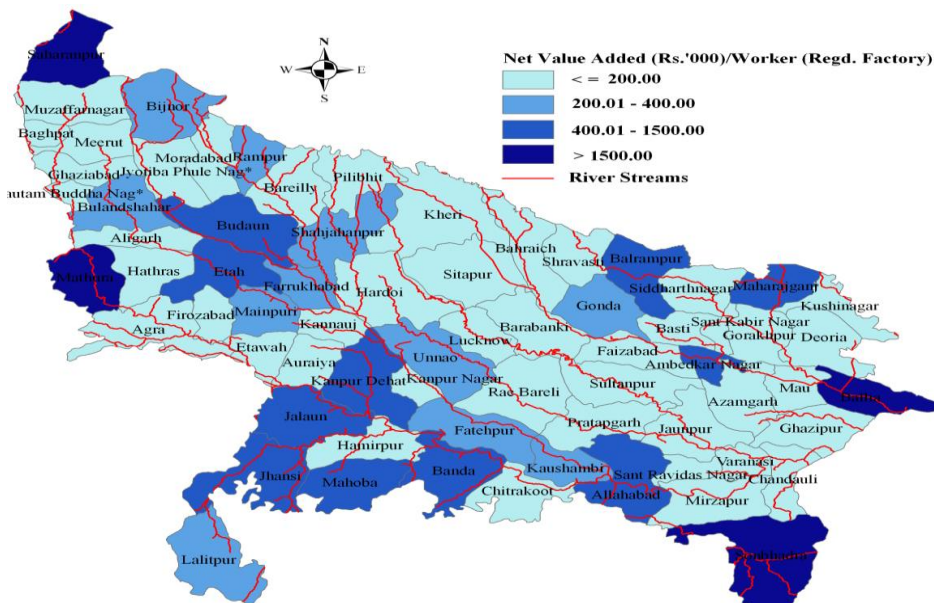 Saharanpur
N
W E
S
Net Value Added (Rs.'000)/Worker (Regd. Factory)
< = 200.00
200.01 - 400.00
400.01 - 1500.00
> 1500.00
River Streams
Muzaffarnagar
Bijnor
Baghpat
Meerut
Moradabad
Rampur
Ghaziabad
Jyotiba Phule Nag*
Bareilly
Pilibhit
autam Buddha Nag*
Bulandshahar
Budaun
Shahjahanpur
Kheri
Aligarh
Bahraich
Shravasti
Balrampur
Mathura
Hathras
Etah
Farrukhabad
Hardoi
Sitapur
Siddharthnagar
Maharajganj
Kushinagar
Firozabad
Mainpuri
Gonda
Agra
Kannauj
Barabanki
Basti
Sant Kabir Nagar
Gorakhpur
Deoria
Etawah
Auraiya
Unnao
Lucknow
Faizabad
Ambedkar Nagar
Kanpur Dehat
Kanpur Nagar
Rae Bareli
Sultanpur
Mau
Ballia
Azamgarh
Jalaun
Hamirpur
Fatehpur
Pratapgarh
Jaunpur
Ghazipur
Jhansi
Mahoba
Banda
Kaushambi
Sant Ravidas Nagar
Varanasi
Chandauli
Chitrakoot
Allahabad
Mirzapur
Lalitpur
Sonbhadra